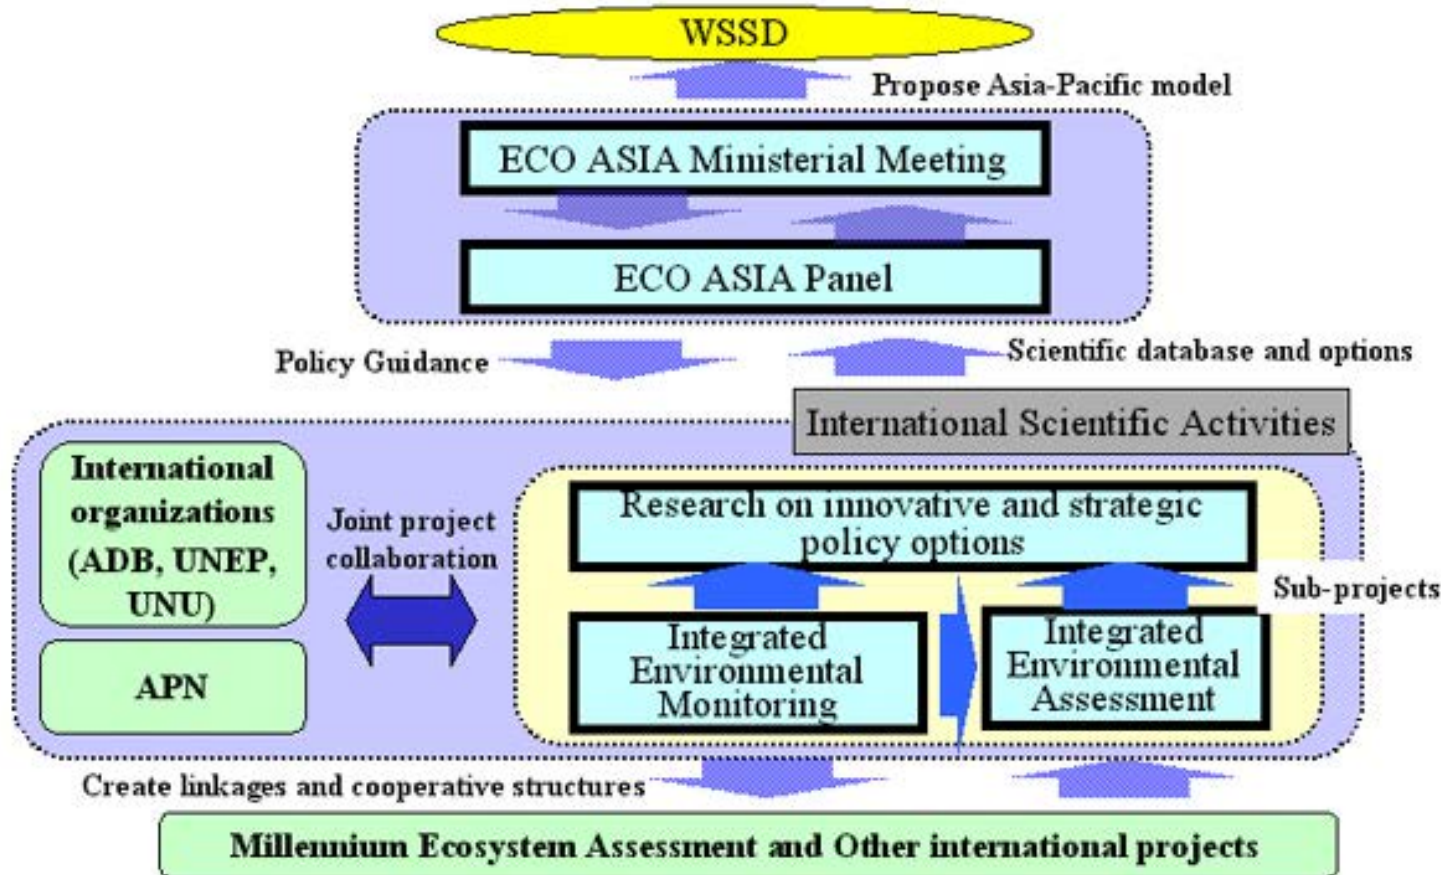 WSSD
Propose Asia-Pacific model
ECO ASIA Ministerial Meeting
ECO ASIA Panel
Policy Guidance
Scientific database and options
International Scientific Activities
International
organizations
(ADB, UNEP,
UNU)
APN
Joint project
collaboration
Research on innovative and strategic
policy options
Sub-projects
Integrated
Environmental
Monitoring
Integrated
Environmental
Assessment
Create linkages and cooperative structures
Millennium Ecosystem Assessment and Other international projects